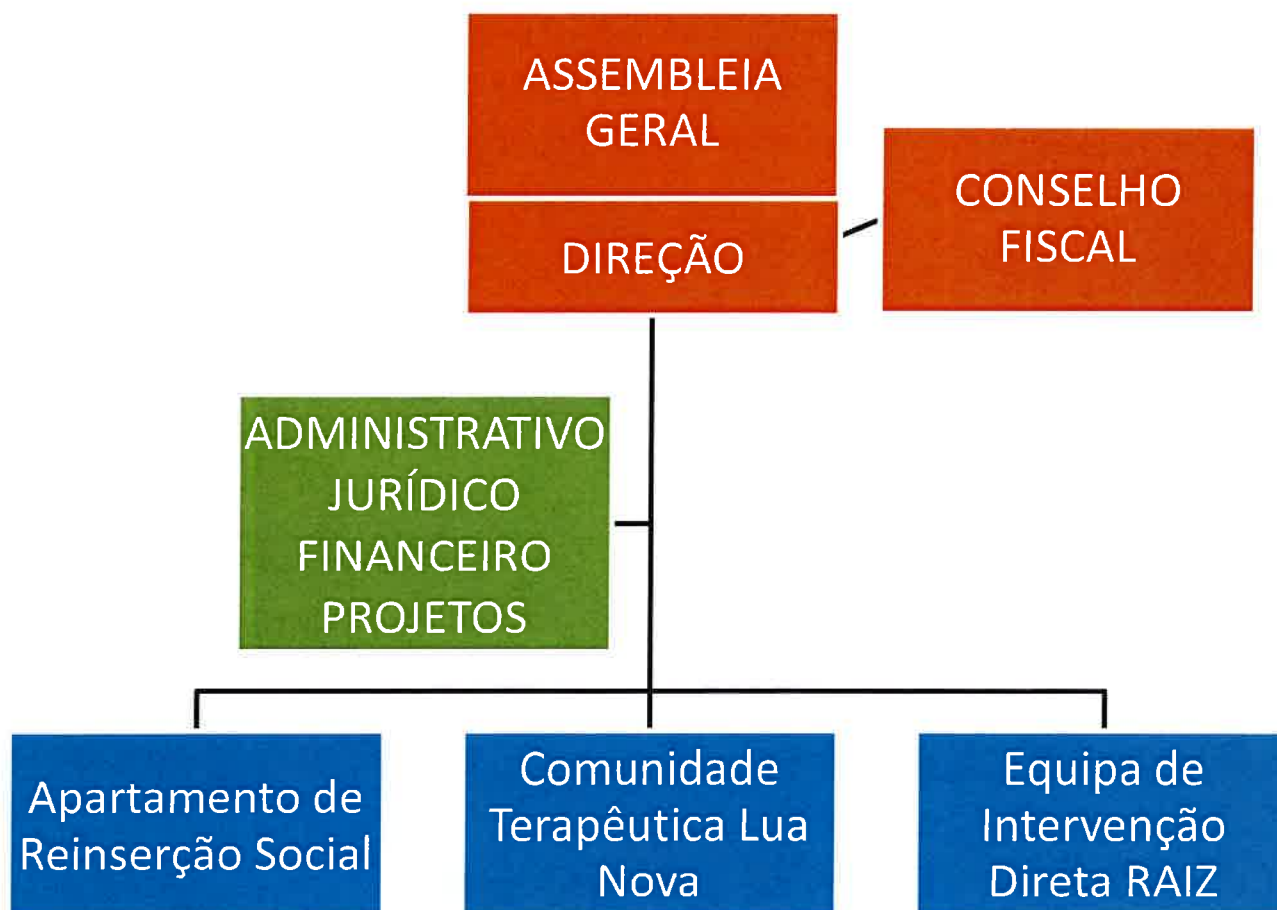 ASSEMBLEIA
GERAL
DIREÇÃO
CONSELHO
FISCAL
ADMINISTRATIVO
JURÍDICO
FINANCEIRO
PROJETOS
Apartamento de
Reinserção Social
Comunidade
Terapêutica Lua
Nova
Equipa de
Intervenção
Direta RAIZ